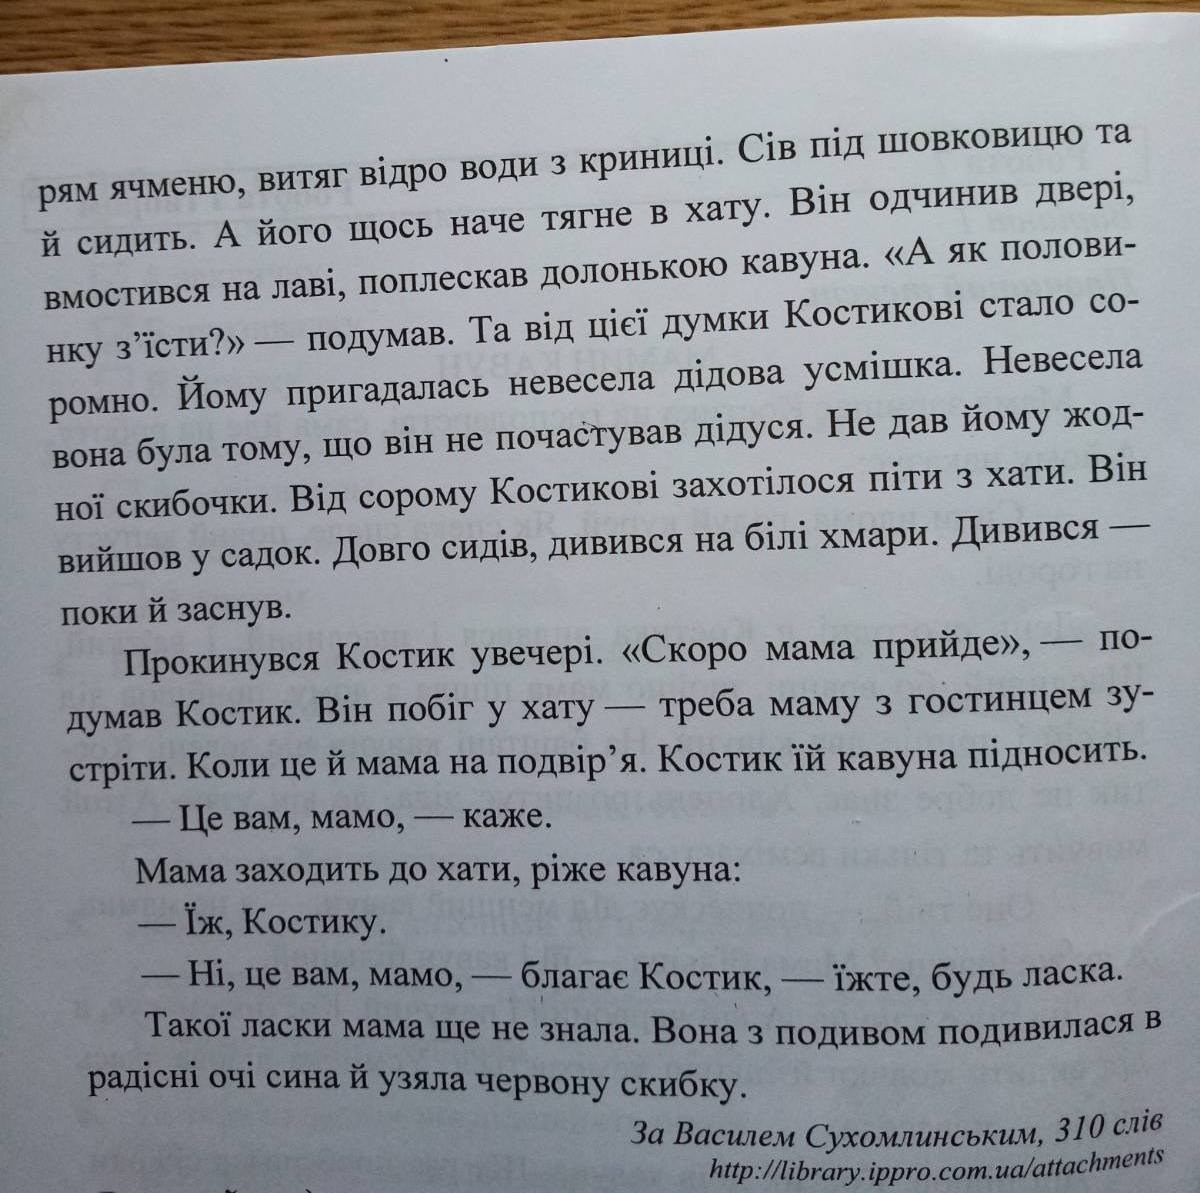 рям ячменю, витяг відро води з криниці. Сів під шовковицю та
й сидить. А його щось наче тягне в хату. Він одчинив двері,
вмостився на лаві, поплескав долонькою кавуна. «А як полови-
нку з’їсти?» — подумав. Та від цієї думки Костикові стало со-
ромно. Йому пригадалась невесела дідова усмішка. Невесела
вона була тому, що він не почастував дідуся. Не дав йому жод-
ної скибочки. Від сорому Костикові захотілося піти з хати. Він
вийшов у садок. Довго сидів, дивився на білі хмари. Дивився —
поки й заснув.
Прокинувся Костик увечері. «Скоро мама прийде», — по-
думав Костик. Він побіг у хату — треба маму з гостинцем зу-
стріти. Коли це й мама на подвір’я. Костик їй кавуна підносить.
— Це вам, мамо, — каже.
Мама заходить до хати, ріже кавуна:
— Їж, Костику.
— Ні, це вам, мамо, — благає Костик, — їжте, будь ласка.
Такої ласки мама ще не знала. Вона з подивом подивилася в
радісні очі сина й узяла червону скибку.
За Василем Сухомлинським, 310 слів
http://library.ippro.com.ua/attachments